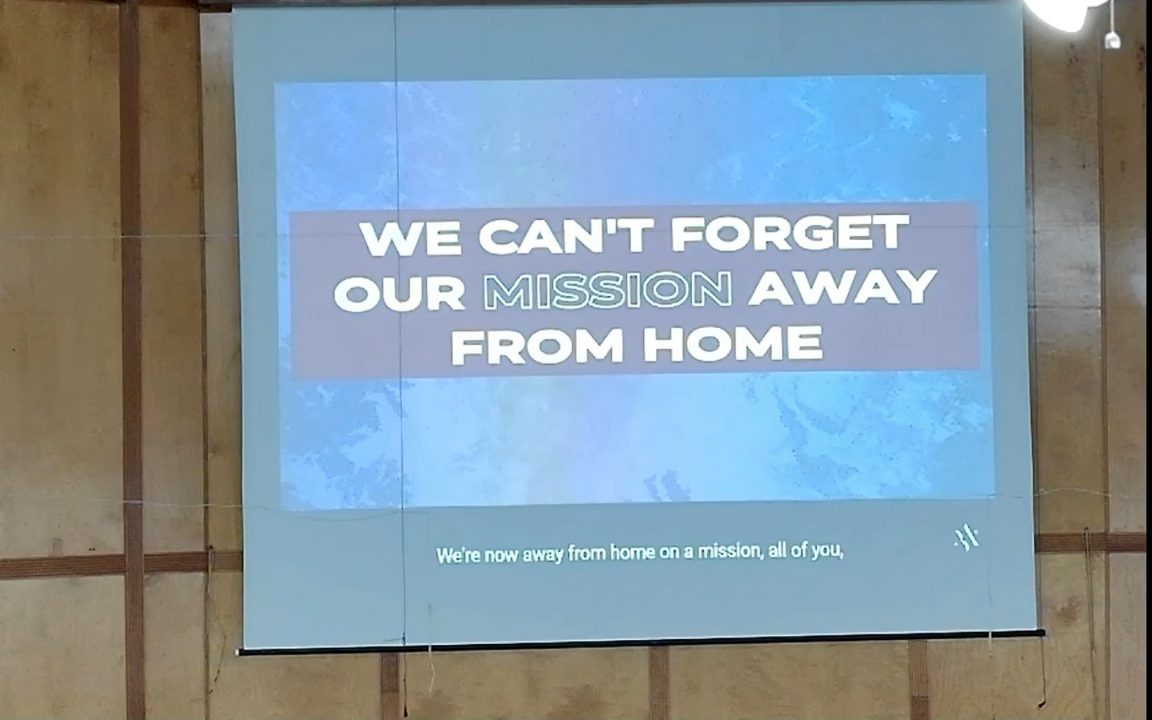 WE CAN'T FORGET
OUR MISSION AWAY
FROM HOME
We're now away from home on a mission, all of you,